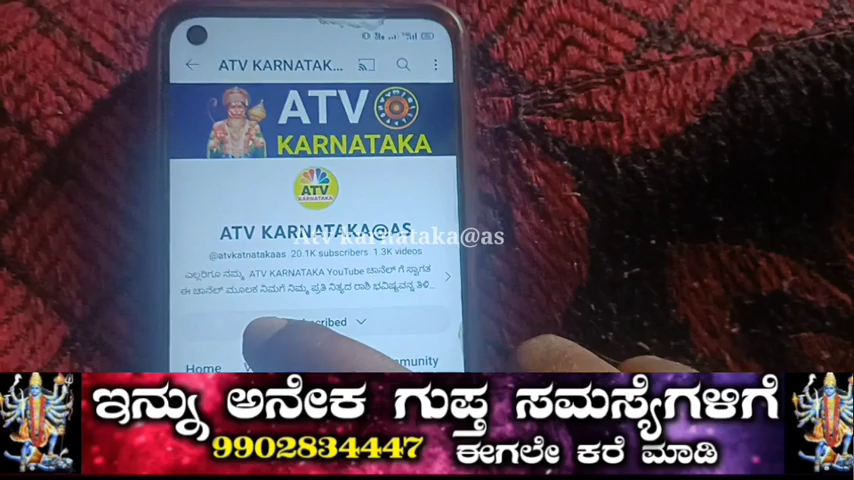 ATV KARNATAK...
ATV
KARNATAKA
ATV
KARNATAKA
ATV KARNATAKA@AS
Atv karnataka@as
@atvkatnatakaas 20.1K subscribers 1.3K videos
ಎಲ್ಲರಿಗೂ ನಮ್ಮ ATV KARNATAKA YouTube ಚಾನೆಲ್ ಗೆ ಸ್ವಾಗತ
ಈ ಚಾನೆಲ್ ಮೂಲಕ ನಿಮಗೆ ನಿಮ್ಮ ಪ್ರತಿ ನಿತ್ಯದ ರಾಶಿ ಭವಿಷ್ಯವನ್ನ ತಿಳಿ
Home
ಇನ್ನು ಅನೇಕ ಗುಪ್ತ ಸಮಸ್ಯೆಗಳಿಗೆ
9902834447 ಈಗಲೇ ಕರೆ ಮಾಡಿ